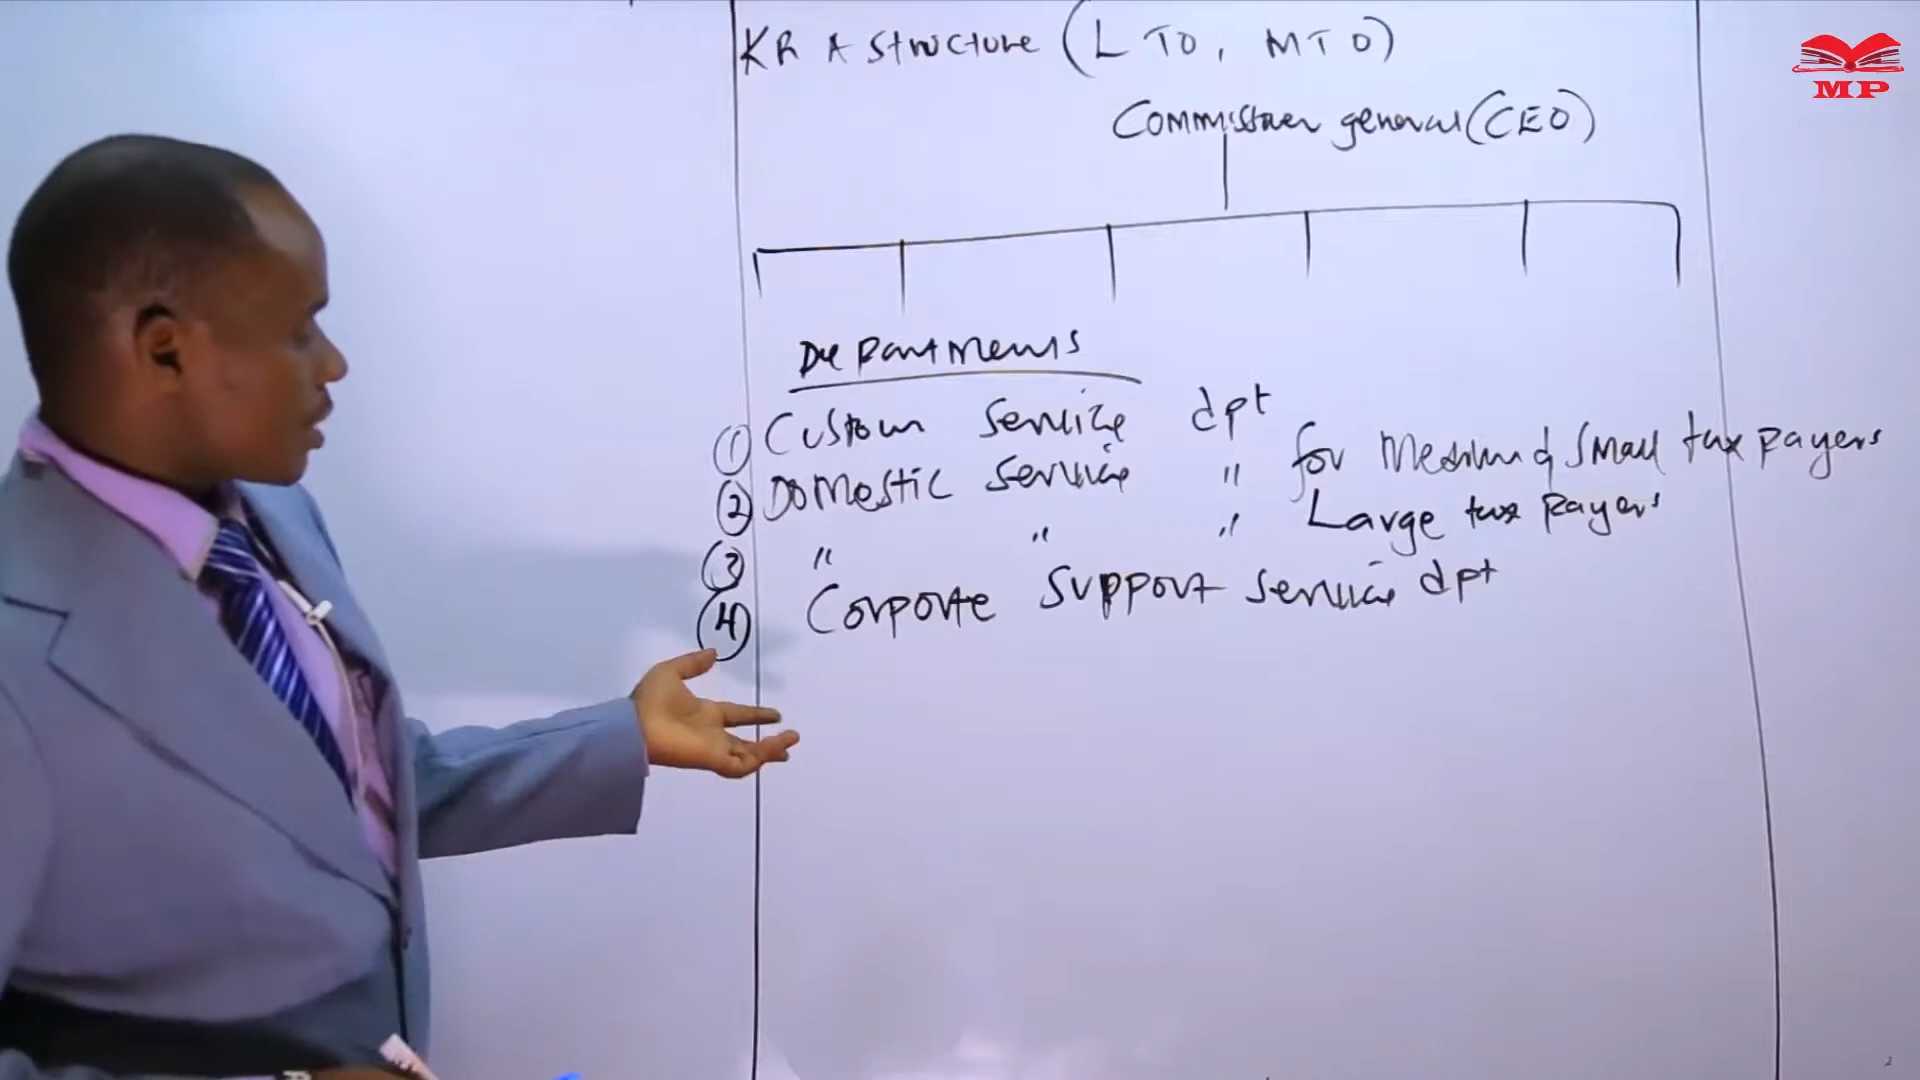 KRA structure (LTO, MTO)
MP
Commissioner general (CEO)
Departments
① Custom Service dpt
② Domestic Service " for Medium & Small tax payers
③ " " " Large tax payers
④ Corporate Support Service dpt